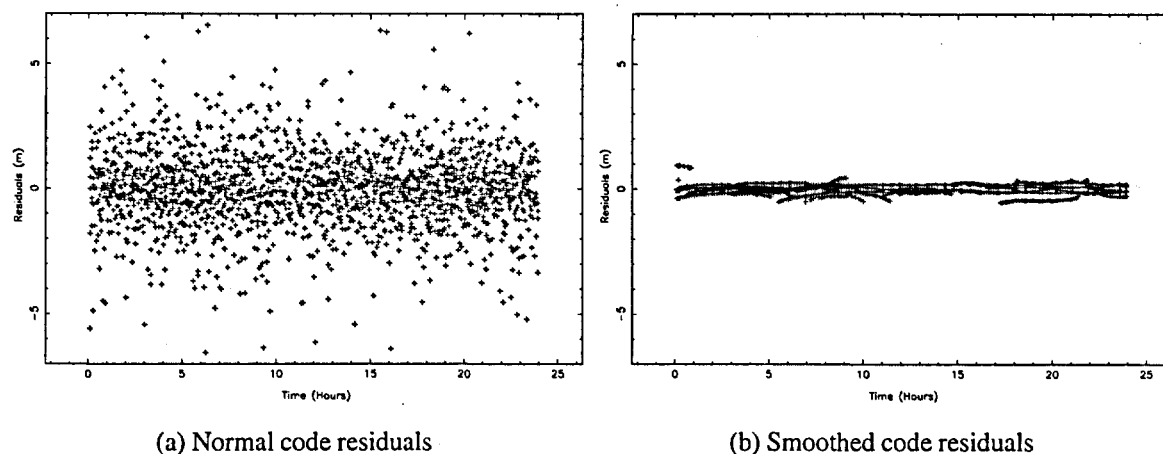 5
0
-5
Residuals (m)
0 5 10 15 20 25
Time (Hours)
(a) Normal code residuals
5
0
-5
Residuals (m)
0 5 10 15 20 25
Time (Hours)
(b) Smoothed code residuals